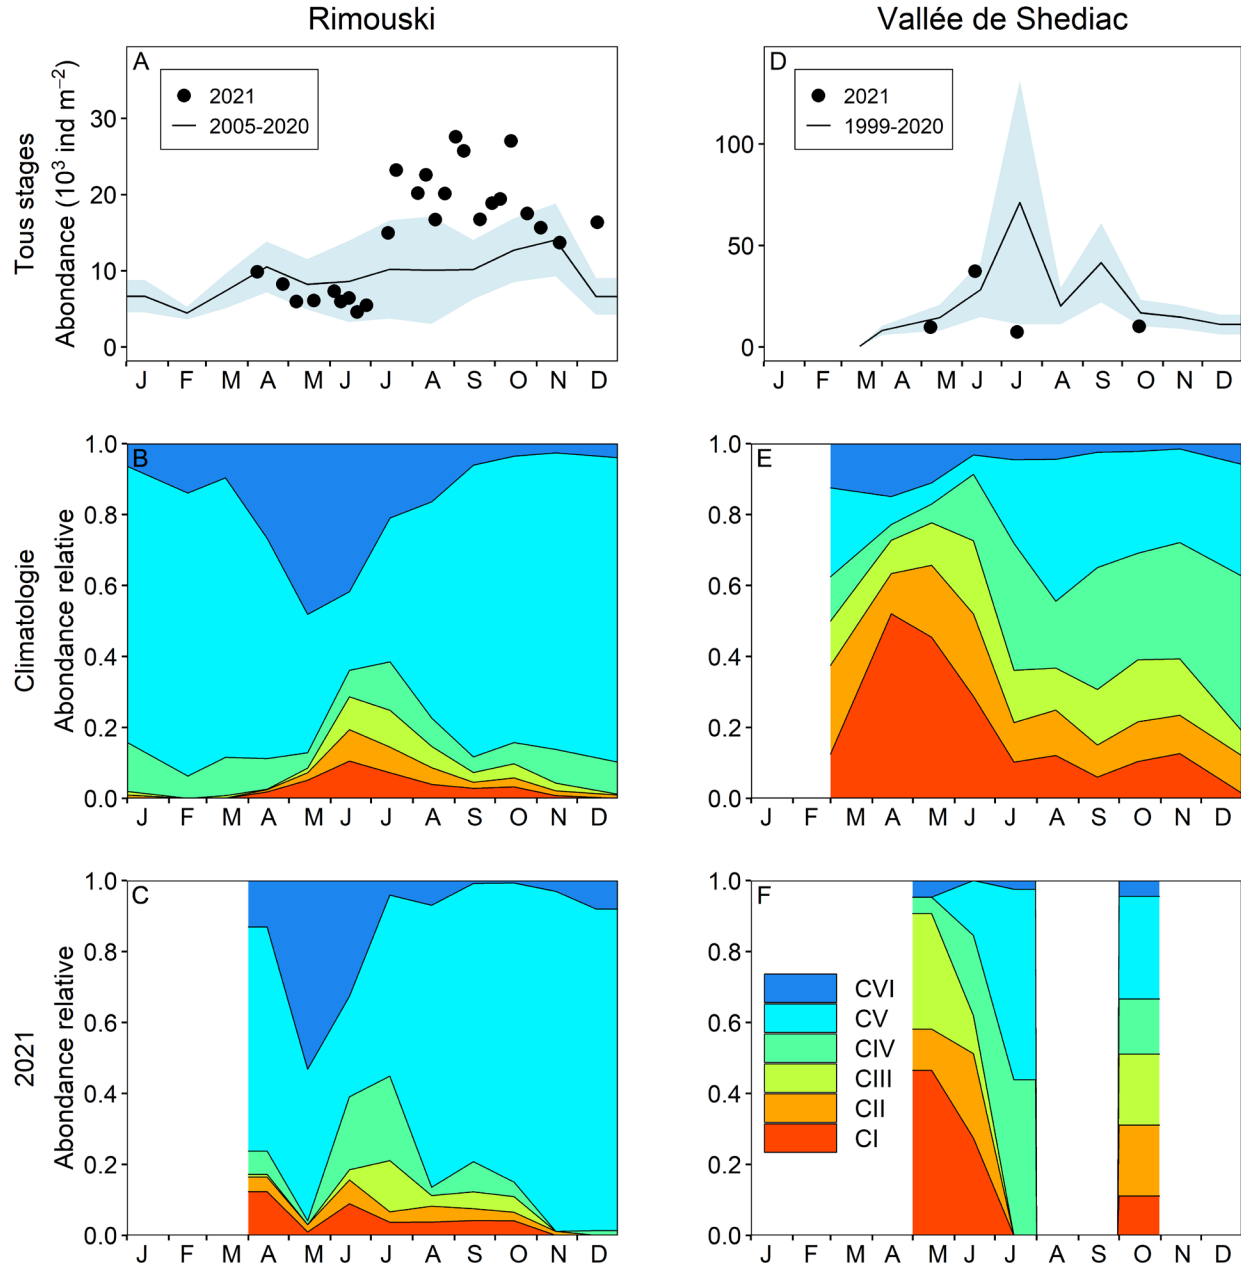 Rimouski
Vallée de Shediac
Tous stages
Abondance (10³ ind m⁻²)
A
2021
2005-2020
30
20
10
0
J F M A M J J A S O N D
D
2021
1999-2020
100
50
0
J F M A M J J A S O N D
Climatologie
Abondance relative
B
1.0
0.8
0.6
0.4
0.2
0.0
J F M A M J J A S O N D
E
1.0
0.8
0.6
0.4
0.2
0.0
J F M A M J J A S O N D
2021
Abondance relative
C
1.0
0.8
0.6
0.4
0.2
0.0
J F M A M J J A S O N D
F
1.0
0.8
0.6
0.4
0.2
0.0
CVI
CV
CIV
CIII
CII
CI
J F M A M J J A S O N D